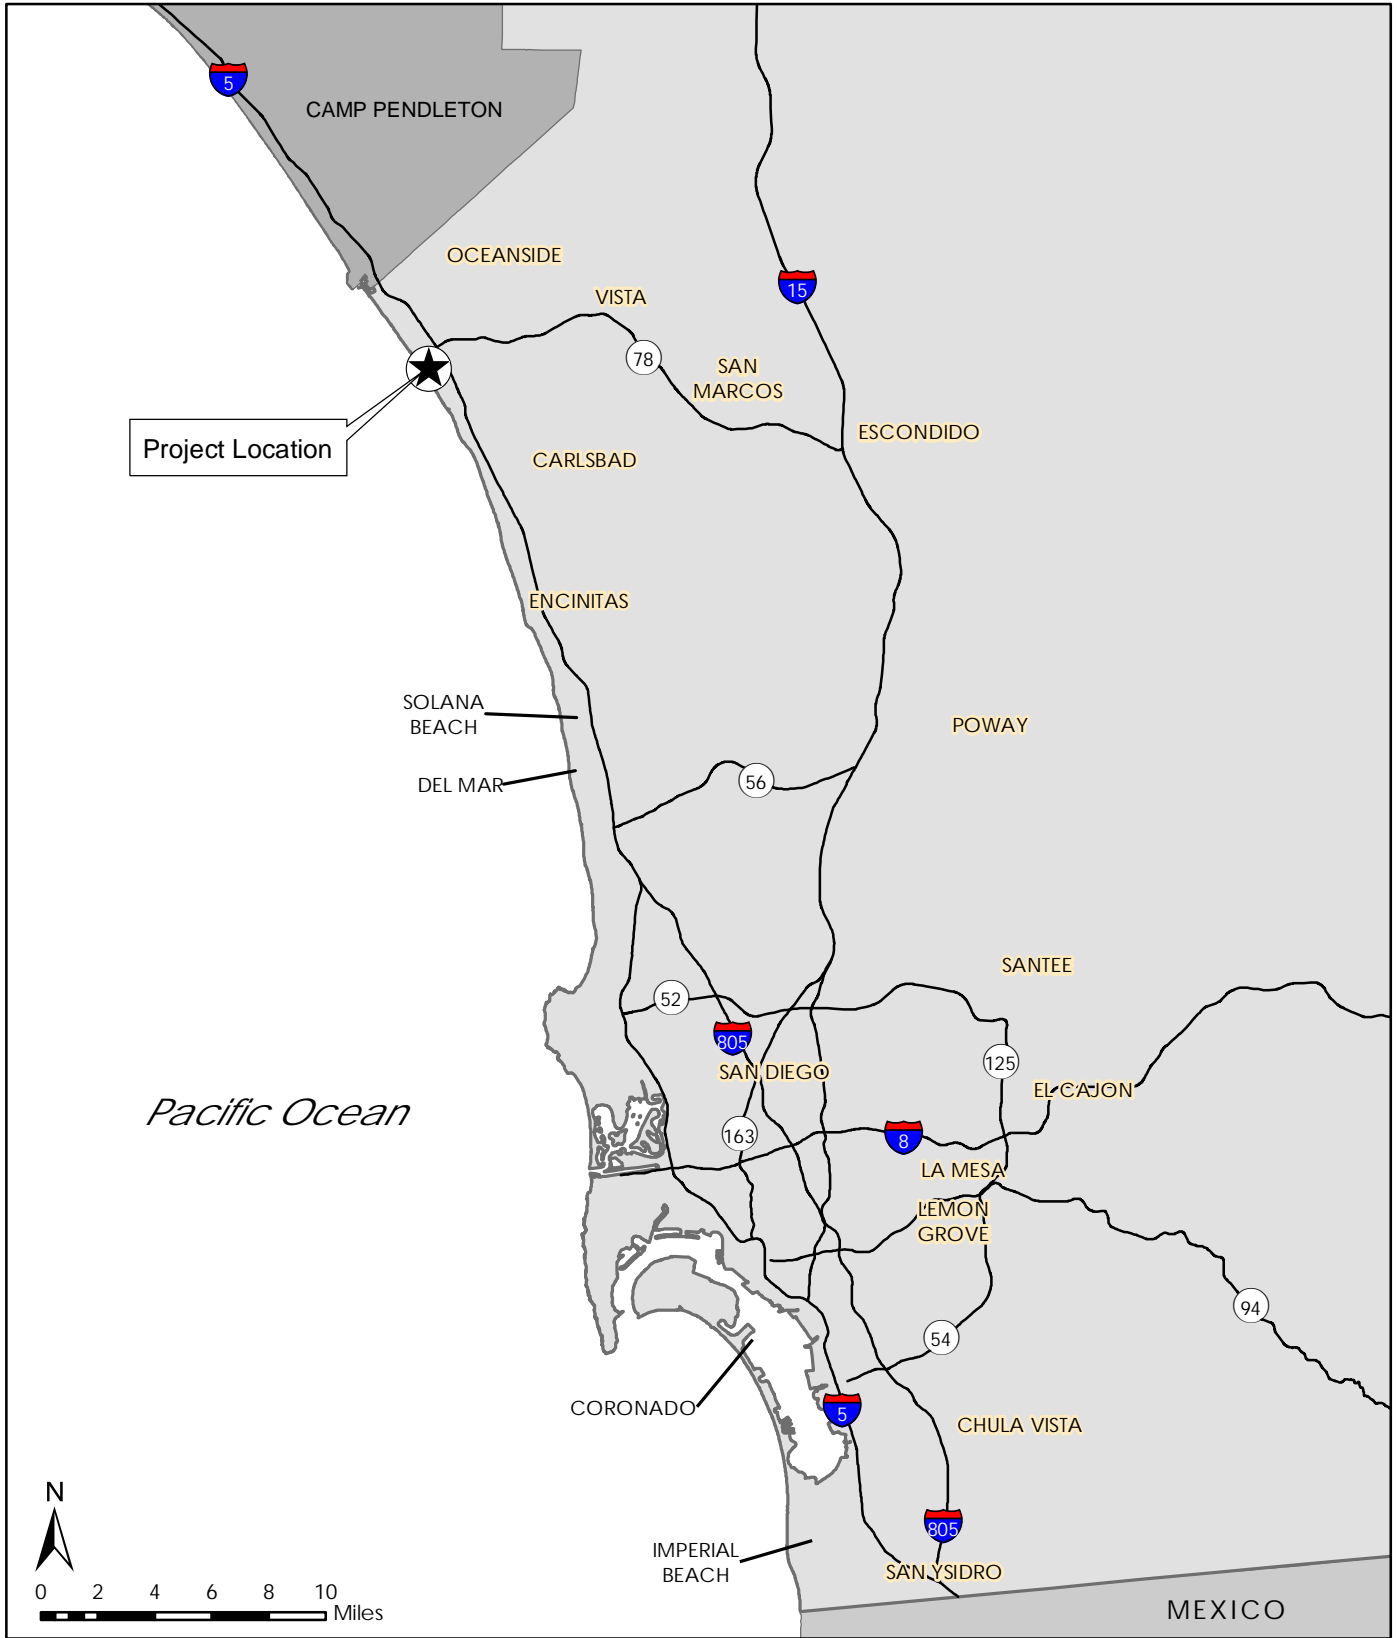 5
CAMP PENDLETON
OCEANSIDE
VISTA
15
78
SAN
MARCOS
Project Location
ESCONDIDO
CARLSBAD
ENCINITAS
SOLANA
BEACH
POWAY
DEL MAR
56
SANTEE
52
805
125
SAN DIEGO
EL CAJON
Pacific Ocean
163
8
LA MESA
LEMON
GROVE
94
54
CORONADO
5
CHULA VISTA
N
805
IMPERIAL
BEACH
SAN YSIDRO
0 2 4 6 8 10
Miles
MEXICO